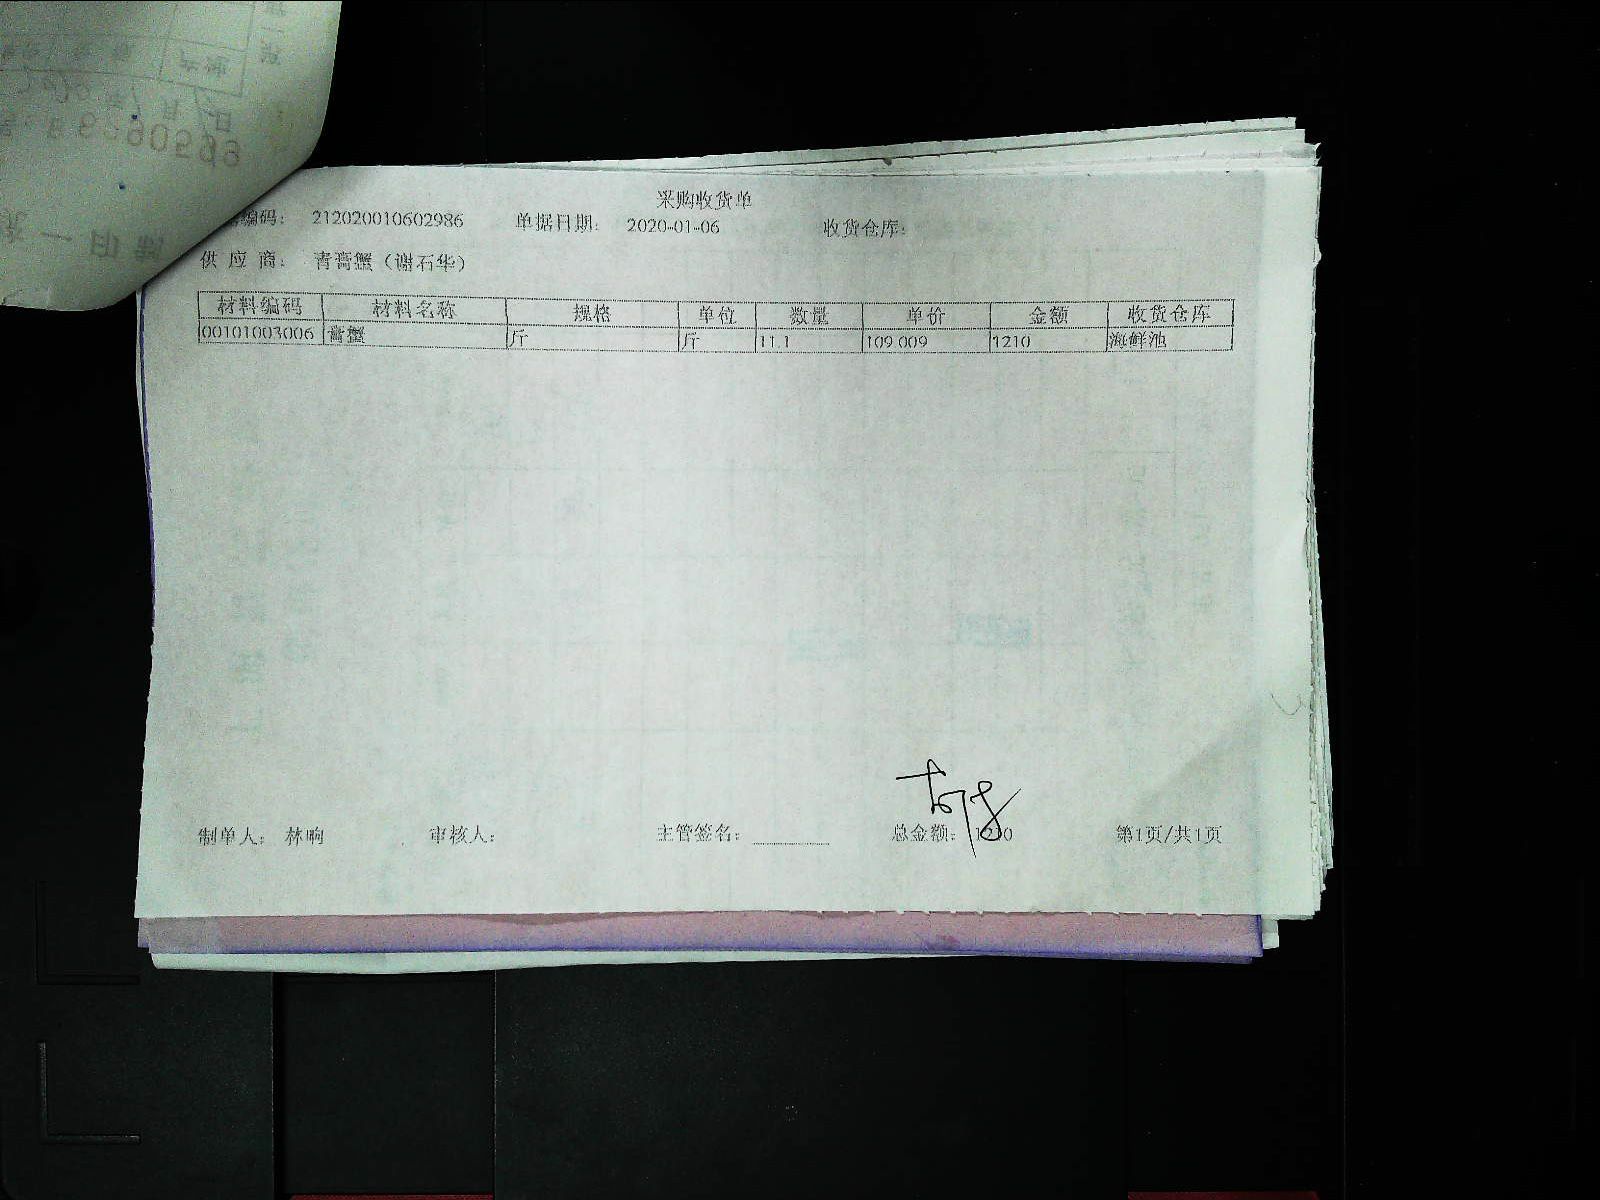 采购收货单
编码： 212020010602986 单据日期： 2020-01-06 收货仓库：
供 应 商： 青膏蟹（谢石华）
材料编码 材料名称 规格 单位 数量 单价 金额 收货仓库
00101003006 膏蟹 斤 斤 11.1 109.009 1210 海鲜池
制单人： 林晌 审核人： 主管签名： 总金额： 1210 第1页/共1页